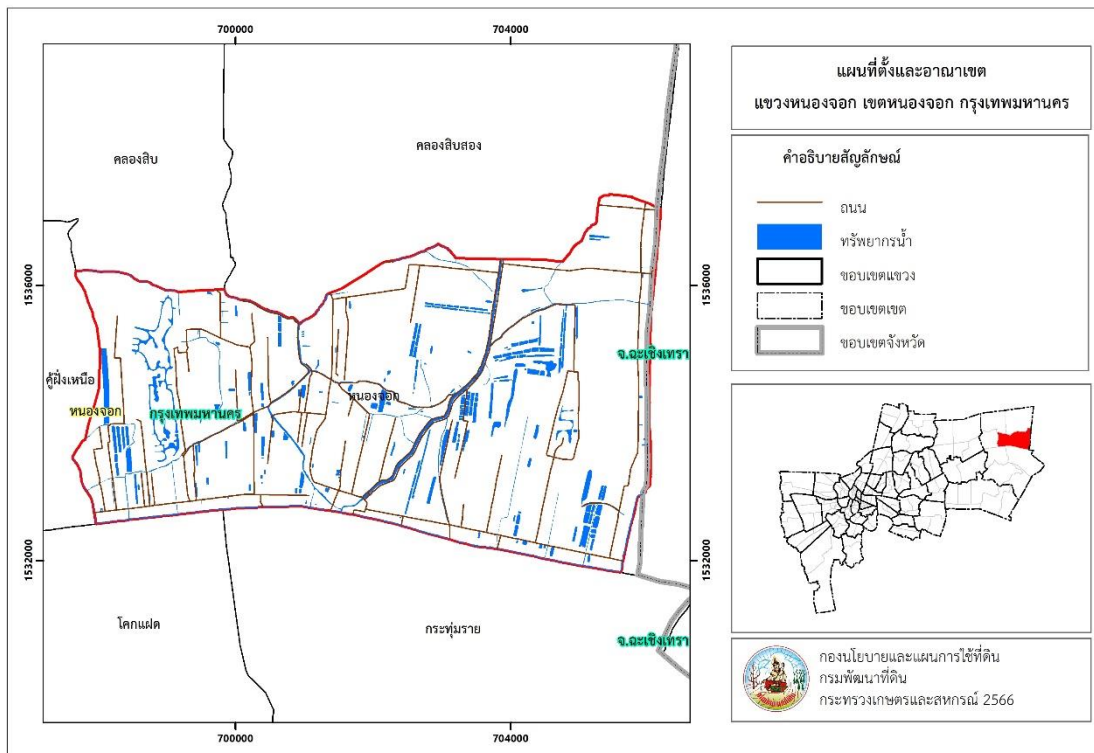 700000
704000
คลองสิบ
คลองสิบสอง
1536000
1536000
จ.ฉะเชิงเทรา
คู้ฝั่งเหนือ
หนองจอก
หนองจอก
กรุงเทพมหานคร
1532000
1532000
โคกแฝด
กระทุ่มราย
จ.ฉะเชิงเทรา
700000
704000
แผนที่ตั้งและอาณาเขต
แขวงหนองจอก เขตหนองจอก กรุงเทพมหานคร
คำอธิบายสัญลักษณ์
ถนน
ทรัพยากรน้ำ
ขอบเขตแขวง
ขอบเขตเขต
ขอบเขตจังหวัด
กองนโยบายและแผนการใช้ที่ดิน
กรมพัฒนาที่ดิน
กระทรวงเกษตรและสหกรณ์ 2566